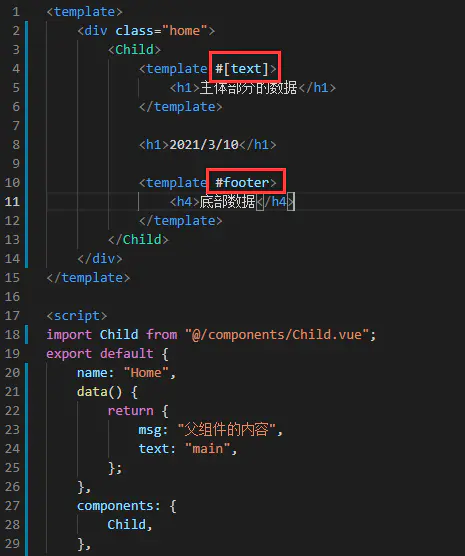 1 <template>
2 <div class="home">
3 <Child>
4 <template #[text]>
5 <h1>主体部分的数据</h1>
6 </template>
7
8 <h1>2021/3/10</h1>
9
10 <template #footer>
11 <h4>底部数据</h4>
12 </template>
13 </Child>
14 </div>
15 </template>
16
17 <script>
18 import Child from "@/components/Child.vue";
19 export default {
20 name: "Home",
21 data() {
22 return {
23 msg: "父组件的内容",
24 text: "main",
25 };
26 },
27 components: {
28 Child,
29 },